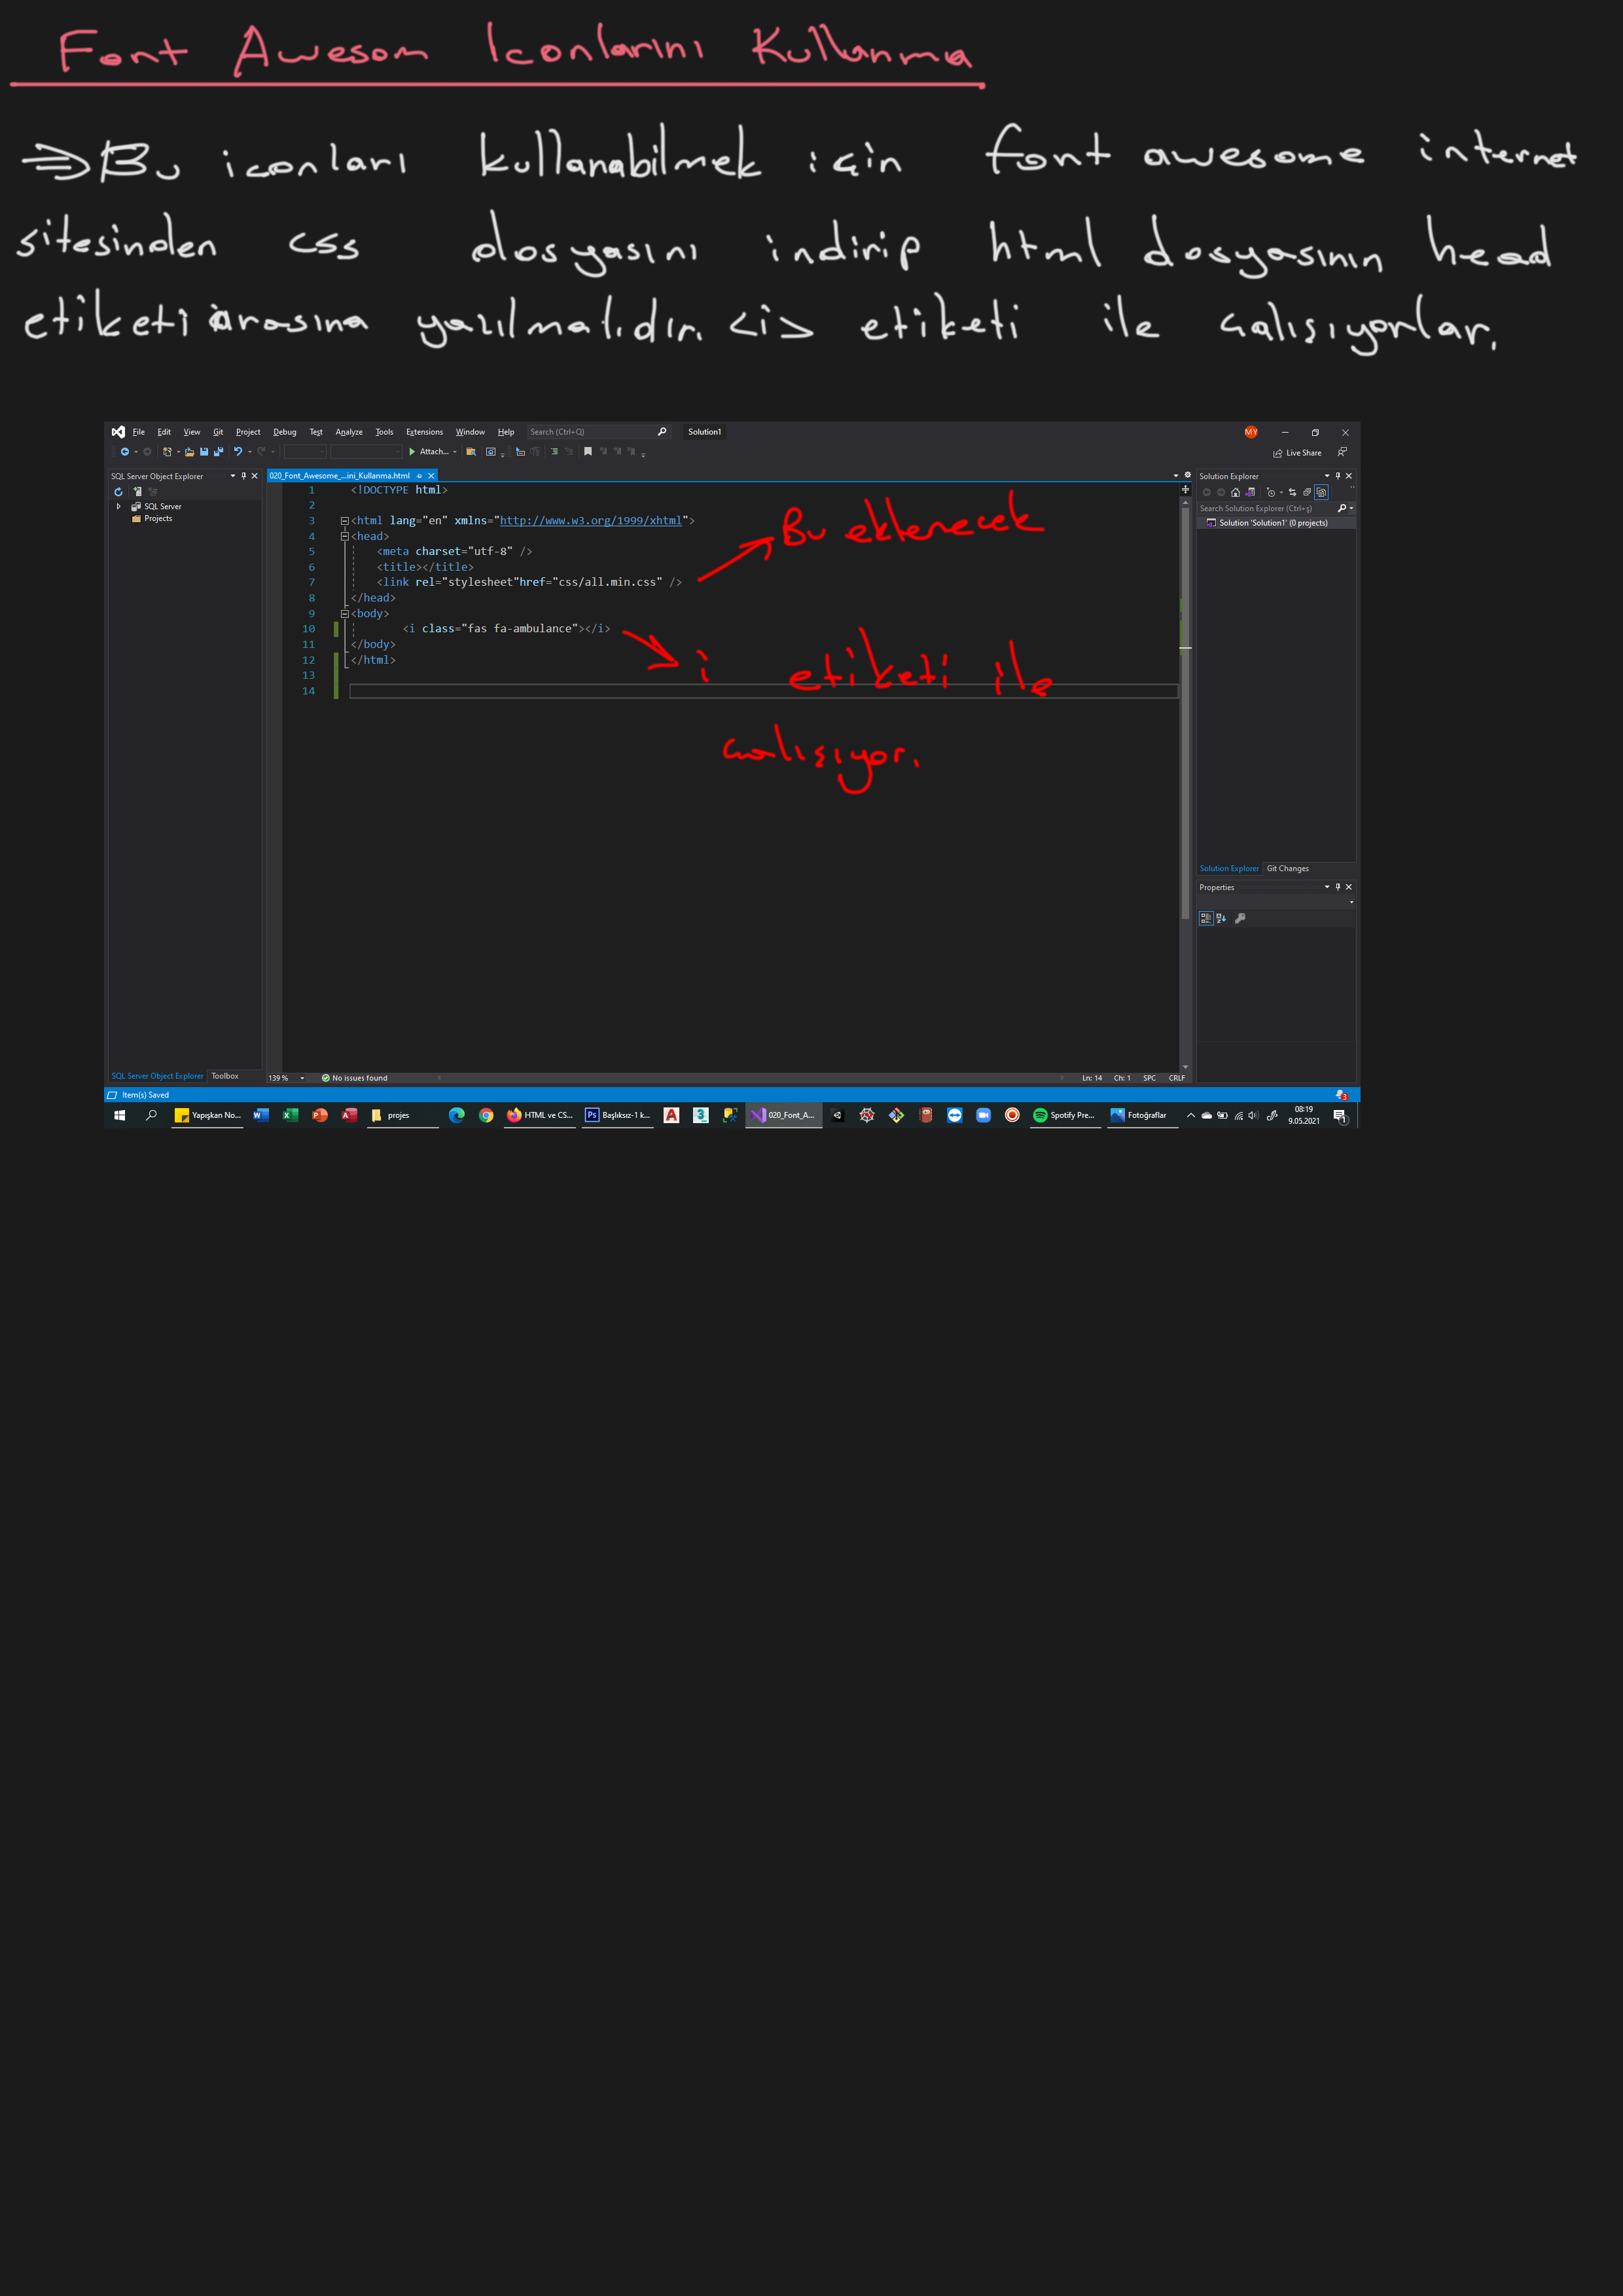 Font Awesom Iconlarını Kullanma
⇒Bu iconları kullanabilmek için font awesome internet
sitesinden css dosyasını indirip html dosyasının head
etiketi arasına yazılmalıdır. <i> etiketi ile çalışıyorlar.
File Edit View Git Project Debug Test Analyze Tools Extensions Window Help Search (Ctrl+Q) Solution1 MY
Attach... Live Share
SQL Server Object Explorer
SQL Server
Projects
020_Font_Awesome_...ini_Kullanma.html
1 <!DOCTYPE html>
2
3 <html lang="en" xmlns="http://www.w3.org/1999/xhtml">
4 <head>
5 <meta charset="utf-8" />
6 <title></title>
7 <link rel="stylesheet"href="css/all.min.css" />
8 </head>
9 <body>
10 <i class="fas fa-ambulance"></i>
11 </body>
12 </html>
13
14
Bu eklenecek
i etiketi ile
çalışıyor.
Solution Explorer
Search Solution Explorer (Ctrl+ş)
Solution 'Solution1' (0 projects)
Solution Explorer Git Changes
Properties
SQL Server Object Explorer Toolbox
139 % No issues found Ln: 14 Ch: 1 SPC CRLF
Item(s) Saved 3
Yapışkan No... projes HTML ve CS... Ps Başlıksız-1 k... 020_Font_A... Spotify Pre... Fotoğraflar 08:19
9.05.2021 1